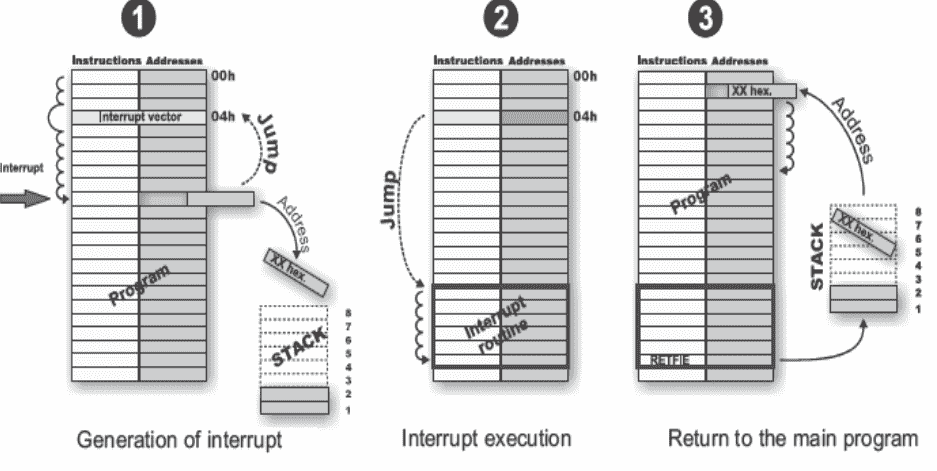 1
Instructions Addresses
00h
Interrupt vector
04h
Jump
Interrupt
Address
XX hex.
Program
8
7
6
5
4
3
2
1
STACK
Generation of interrupt
2
Instructions Addresses
00h
04h
Jump
Interrupt
routine
Interrupt execution
3
Instructions Addresses
XX hex.
Address
Program
STACK
XX hex.
8
7
6
5
4
3
2
1
RETFIE
Return to the main program